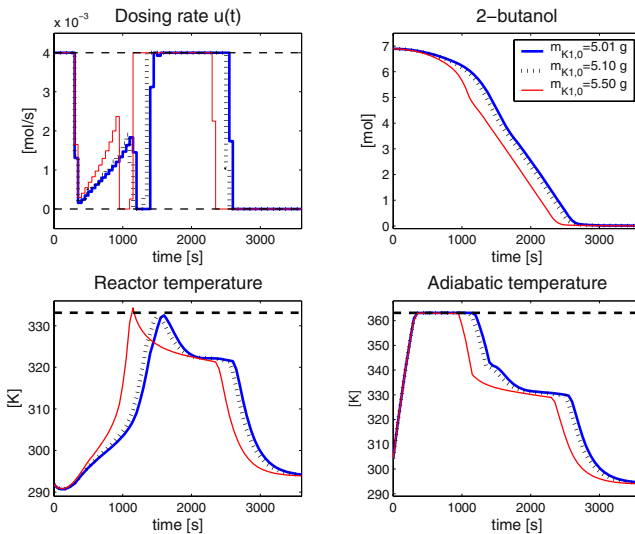 Dosing rate u(t)
x 10⁻³
4
3
2
1
0
[mol/s]
0 1000 2000 3000
time [s]
2−butanol
7
6
5
4
3
2
1
0
[mol]
m_K1,0=5.01 g
m_K1,0=5.10 g
m_K1,0=5.50 g
0 1000 2000 3000
time [s]
Reactor temperature
330
320
310
300
290
[K]
0 1000 2000 3000
time [s]
Adiabatic temperature
360
350
340
330
320
310
300
290
[K]
0 1000 2000 3000
time [s]